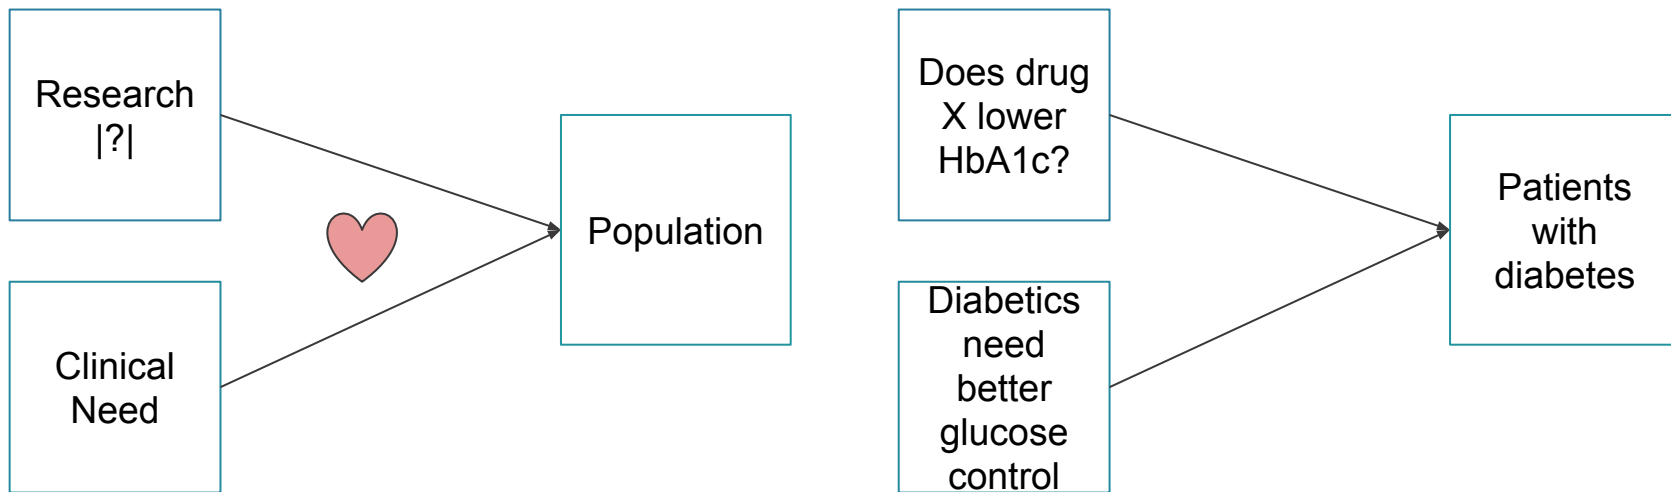 Research
|?|
Clinical
Need
Population
Does drug
X lower
HbA1c?
Diabetics
need
better
glucose
control
Patients
with
diabetes